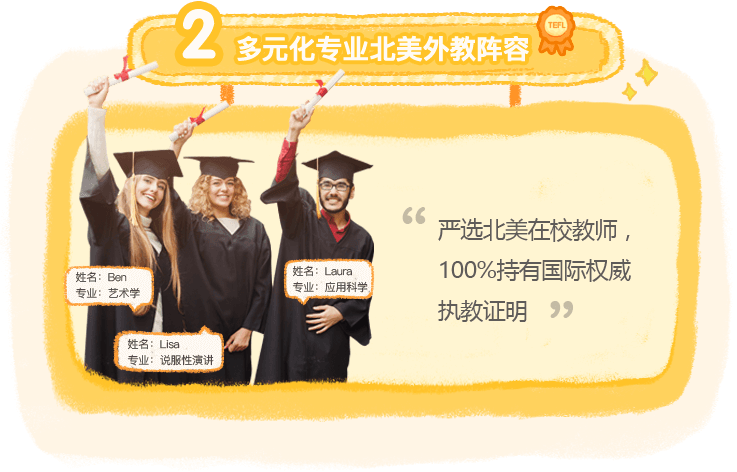 2 多元化专业北美外教阵容
TEFL
“ 严选北美在校教师，
100%持有国际权威
执教证明 ”
姓名：Ben
专业：艺术学
姓名：Laura
专业：应用科学
姓名：Lisa
专业：说服性演讲